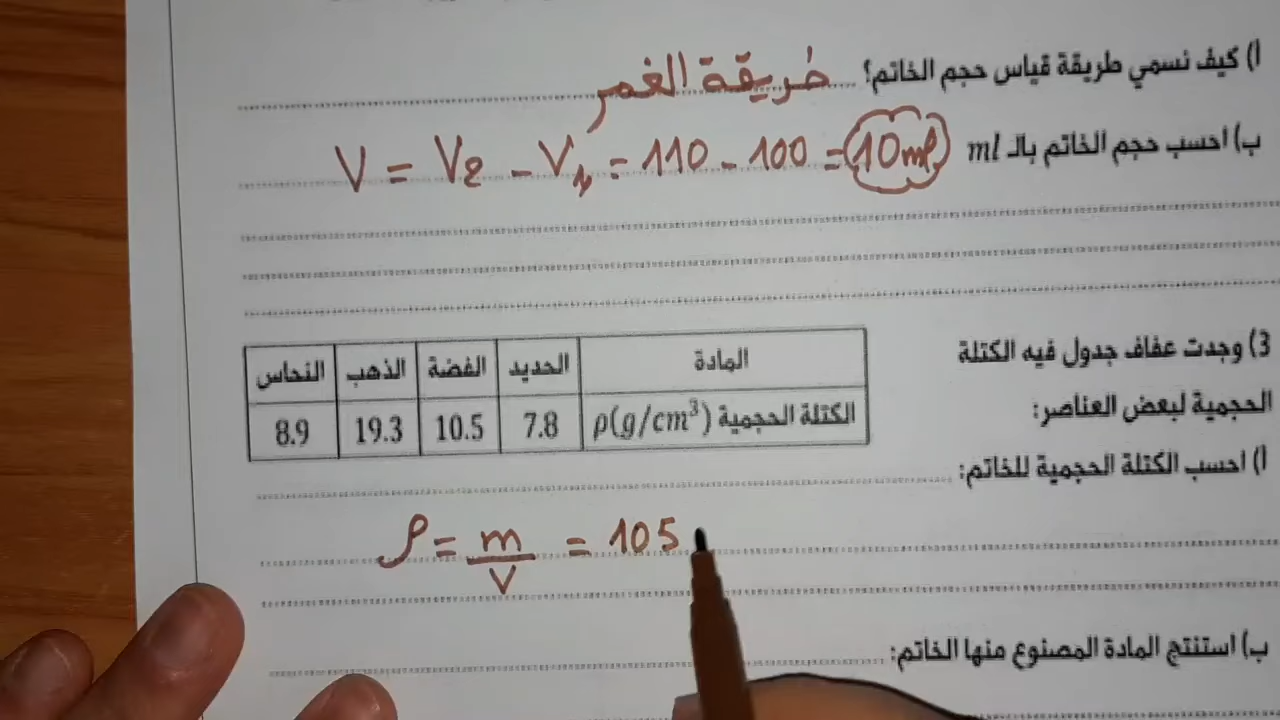 أ) كيف نسمي طريقة قياس حجم الخاتم؟ طريقة الغمر
ب) احسب حجم الخاتم بالـ ml
V = V2 - V1 = 110 - 100 = 10ml
3) وجدت عفاف جدول فيه الكتلة
الحجمية لبعض العناصر:
المادة الحديد الفضة الذهب النحاس
الكتلة الحجمية ρ(g/cm³) 7.8 10.5 19.3 8.9
أ) احسب الكتلة الحجمية للخاتم:
ρ = m/V = 105
ب) استنتج المادة المصنوع منها الخاتم: